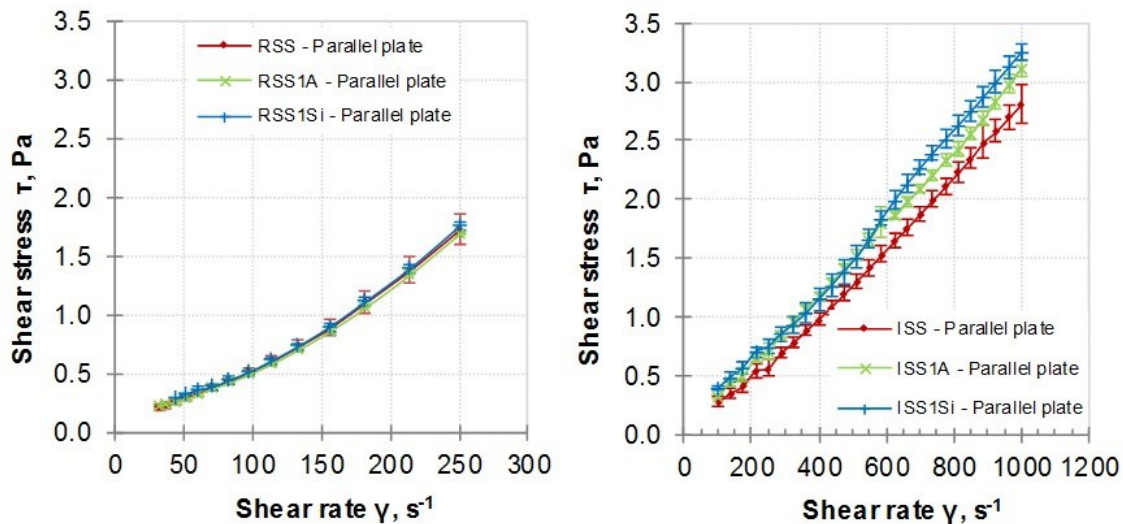 3.5
3.0
2.5
2.0
1.5
1.0
0.5
0.0
Shear stress τ, Pa
RSS - Parallel plate
RSS1A - Parallel plate
RSS1Si - Parallel plate
0 50 100 150 200 250 300
Shear rate γ, s-1
3.5
3.0
2.5
2.0
1.5
1.0
0.5
0.0
Shear stress τ, Pa
ISS - Parallel plate
ISS1A - Parallel plate
ISS1Si - Parallel plate
0 200 400 600 800 1000 1200
Shear rate γ, s-1